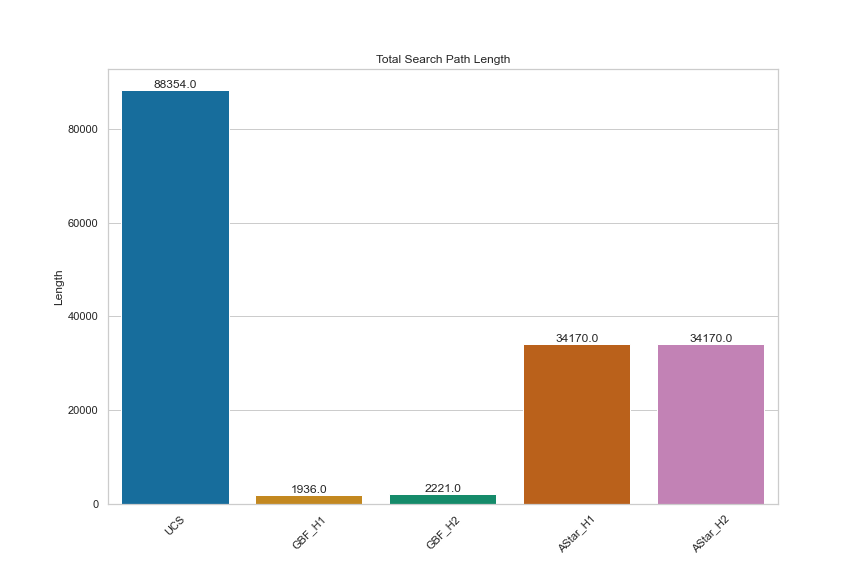 Total Search Path Length
88354.0
80000
60000
Length
40000
34170.0
34170.0
20000
1936.0
2221.0
0
UCS
GBF_H1
GBF_H2
AStar_H1
AStar_H2